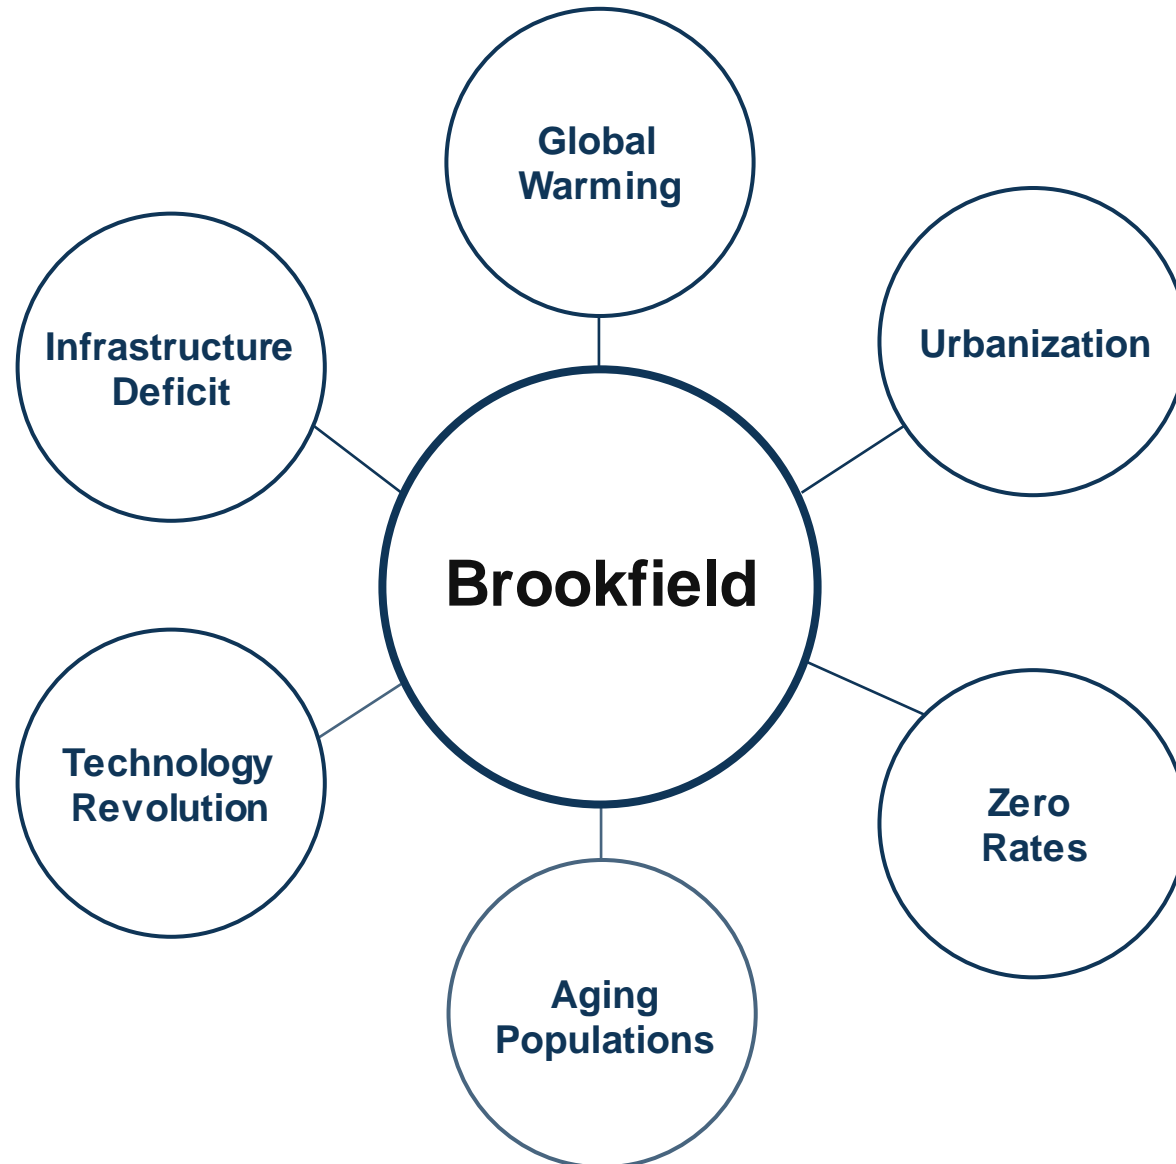 Global
Warming
Infrastructure
Deficit
Urbanization
Brookfield
Technology
Revolution
Zero
Rates
Aging
Populations